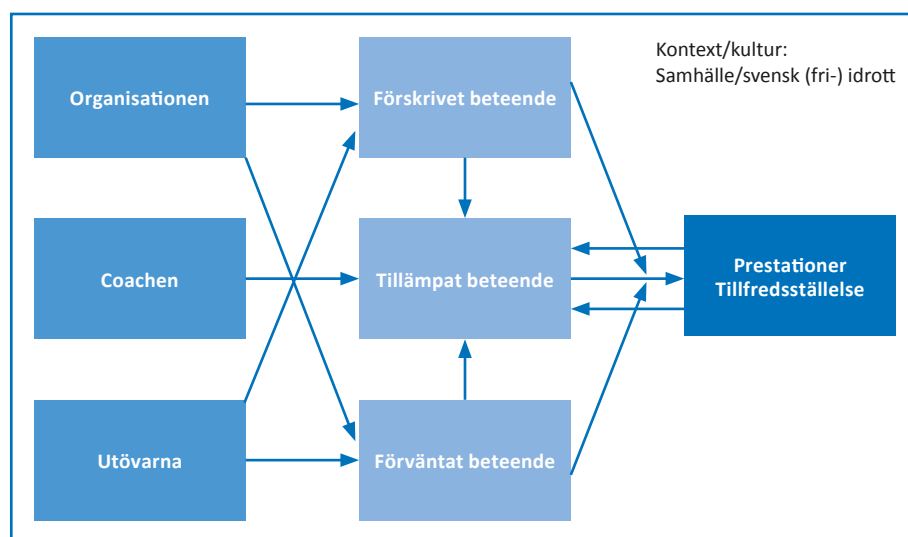 Kontext/kultur:
Samhälle/svensk (fri-) idrott
Organisationen
Förskrivet beteende
Coachen
Tillämpat beteende
Prestationer
Tillfredsställelse
Utövarna
Förväntat beteende